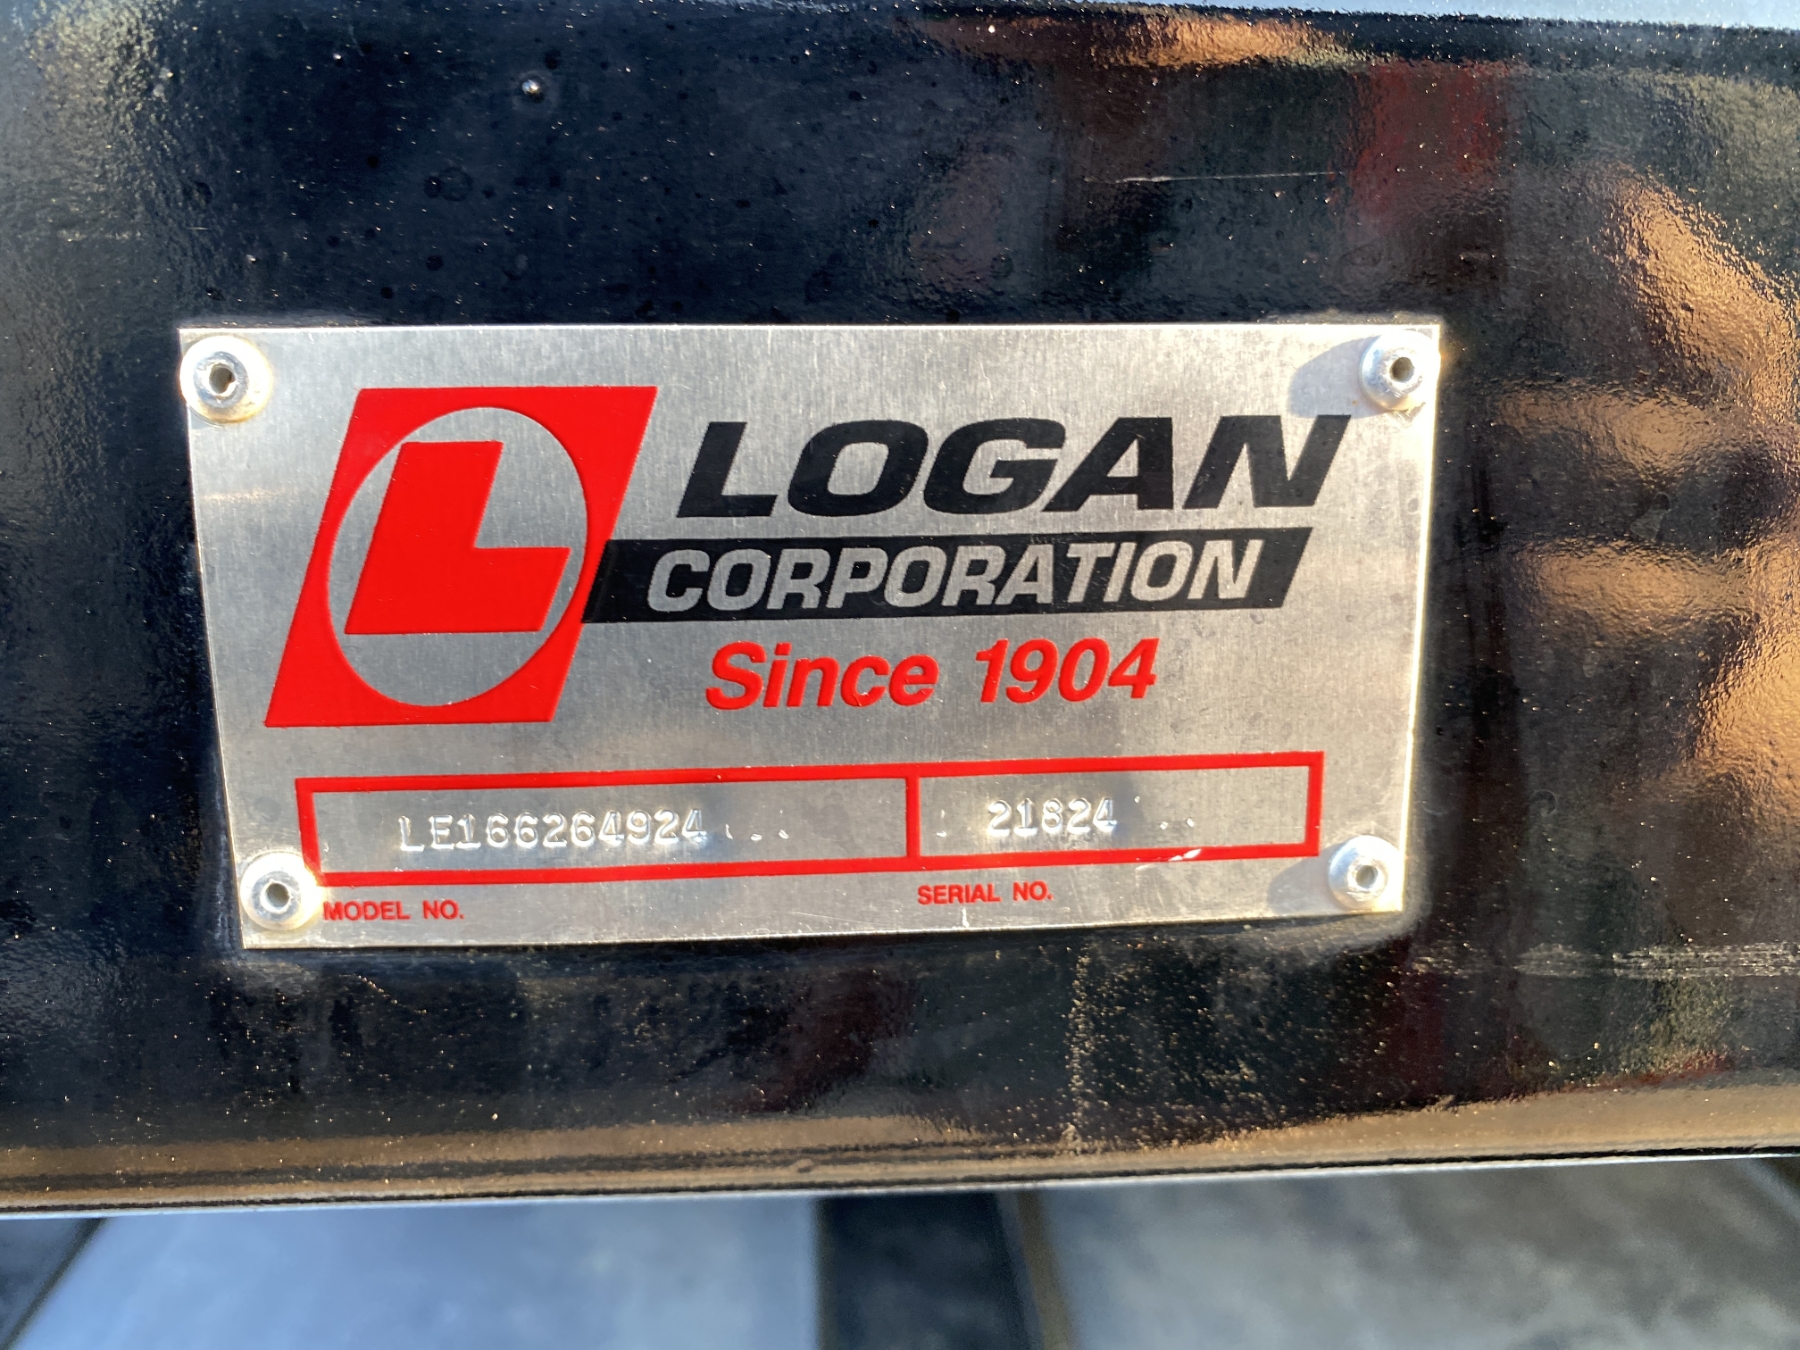 L
LOGAN
CORPORATION
Since 1904
LE166264924 21824
MODEL NO. SERIAL NO.